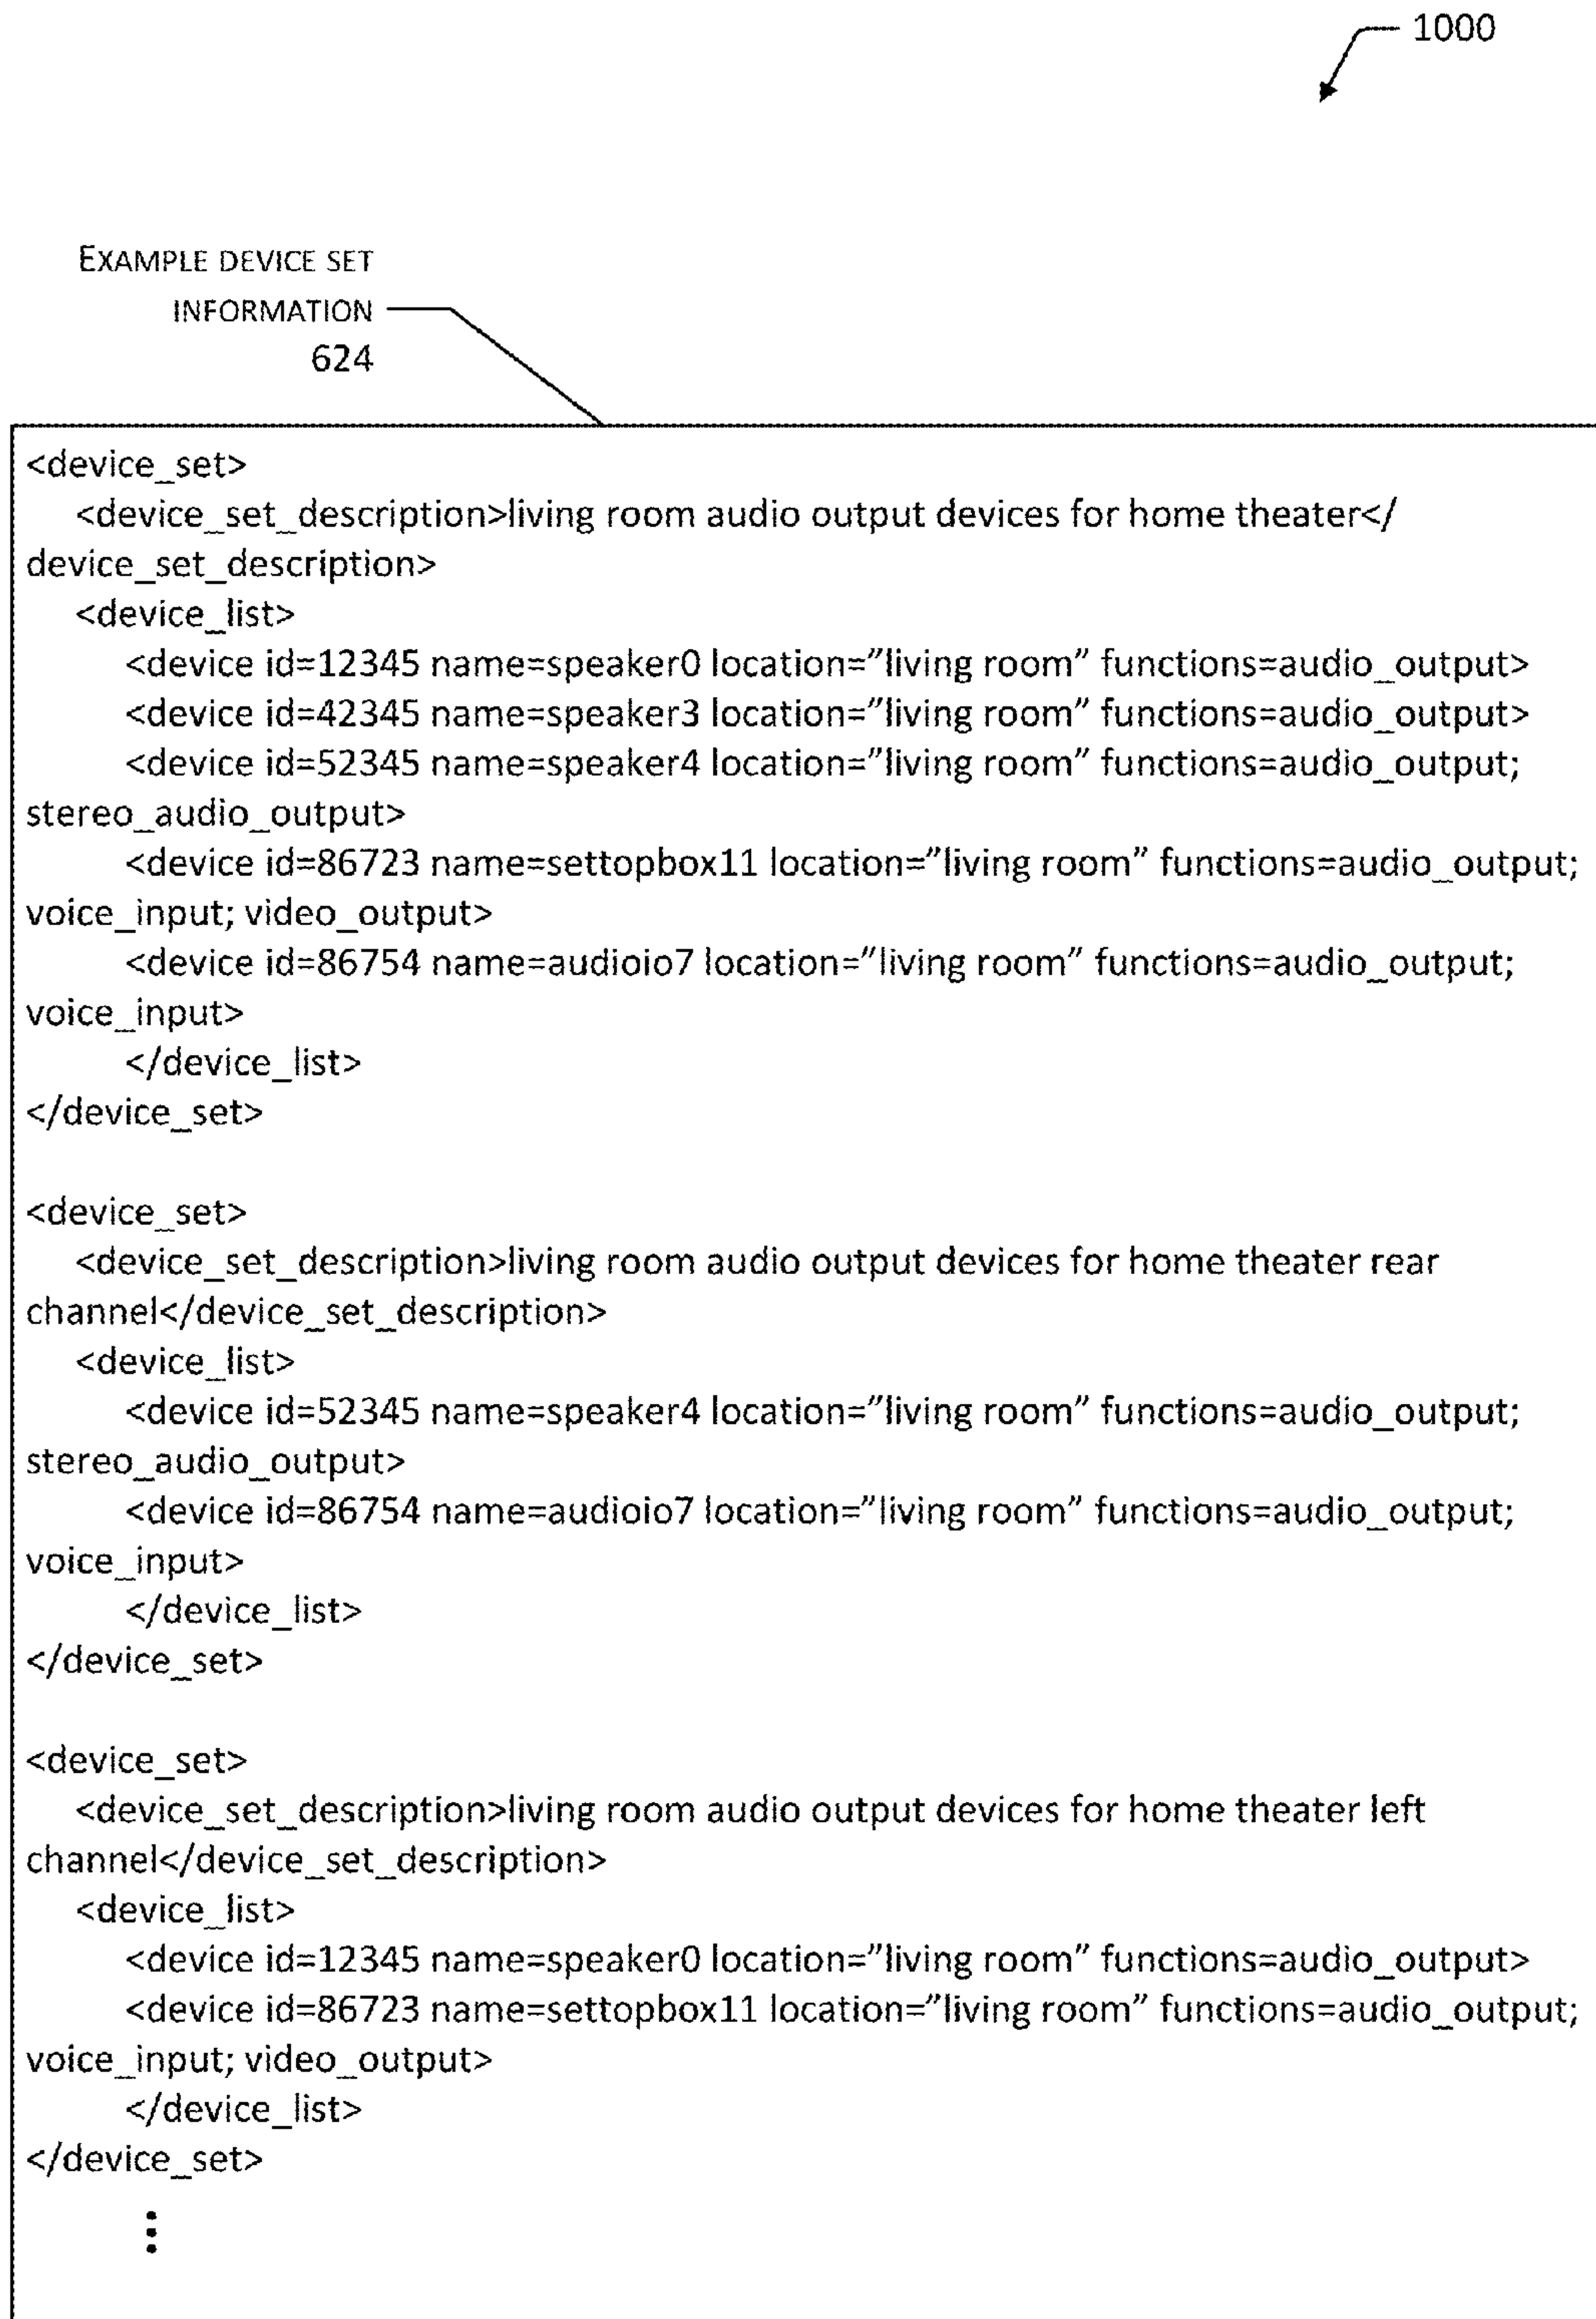 1000
EXAMPLE DEVICE SET
INFORMATION
624
<device_set>
<device_set_description>living room audio output devices for home theater</
device_set_description>
<device_list>
<device id=12345 name=speaker0 location=”living room” functions=audio_output>
<device id=42345 name=speaker3 location=”living room” functions=audio_output>
<device id=52345 name=speaker4 location=”living room” functions=audio_output;
stereo_audio_output>
<device id=86723 name=settopbox11 location=”living room” functions=audio_output;
voice_input; video_output>
<device id=86754 name=audioio7 location=”living room” functions=audio_output;
voice_input>
</device_list>
</device_set>
<device_set>
<device_set_description>living room audio output devices for home theater rear
channel</device_set_description>
<device_list>
<device id=52345 name=speaker4 location=”living room” functions=audio_output;
stereo_audio_output>
<device id=86754 name=audioio7 location=”living room” functions=audio_output;
voice_input>
</device_list>
</device_set>
<device_set>
<device_set_description>living room audio output devices for home theater left
channel</device_set_description>
<device_list>
<device id=12345 name=speaker0 location=”living room” functions=audio_output>
<device id=86723 name=settopbox11 location=”living room” functions=audio_output;
voice_input; video_output>
</device_list>
</device_set>